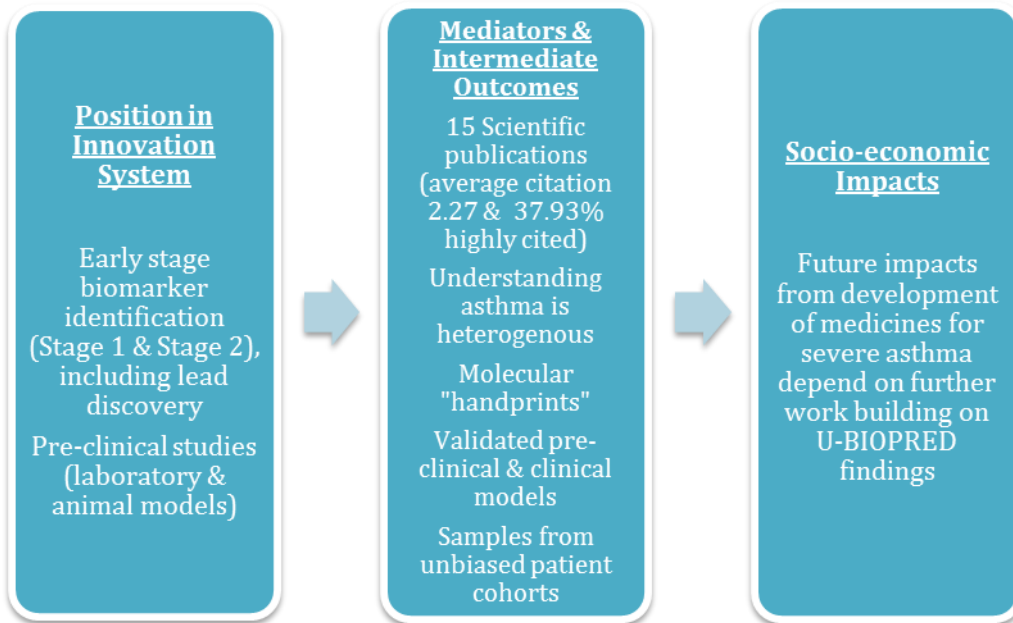 Position in
Innovation
System
Early stage
biomarker
identification
(Stage 1 & Stage 2),
including lead
discovery
Pre-clinical studies
(laboratory &
animal models)
Mediators &
Intermediate
Outcomes
15 Scientific
publications
(average citation
2.27 & 37.93%
highly cited)
Understanding
asthma is
heterogenous
Molecular
"handprints"
Validated pre-
clinical & clinical
models
Samples from
unbiased patient
cohorts
Socio-economic
Impacts
Future impacts
from development
of medicines for
severe asthma
depend on further
work building on
U-BIOPRED
findings